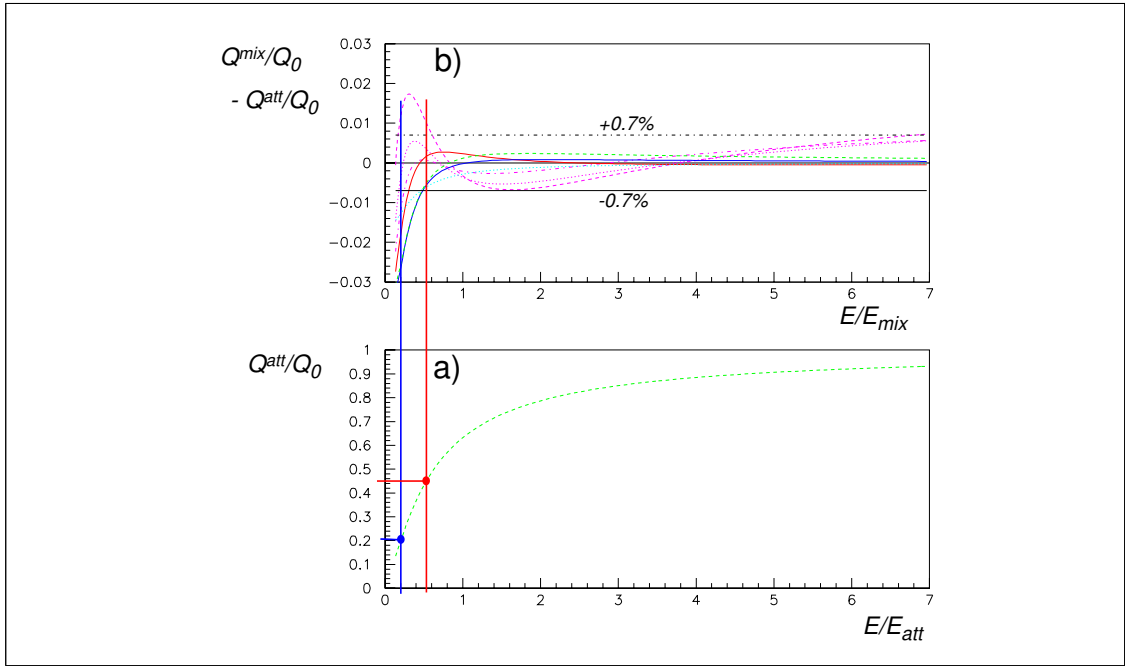 Q^mix/Q_0
- Q^att/Q_0
b)
0.03
0.02
0.01
0
−0.01
−0.02
−0.03
+0.7%
-0.7%
0 1 2 3 4 5 6 7
E/E_mix
Q^att/Q_0
a)
1
0.9
0.8
0.7
0.6
0.5
0.4
0.3
0.2
0.1
0
0 1 2 3 4 5 6 7
E/E_att